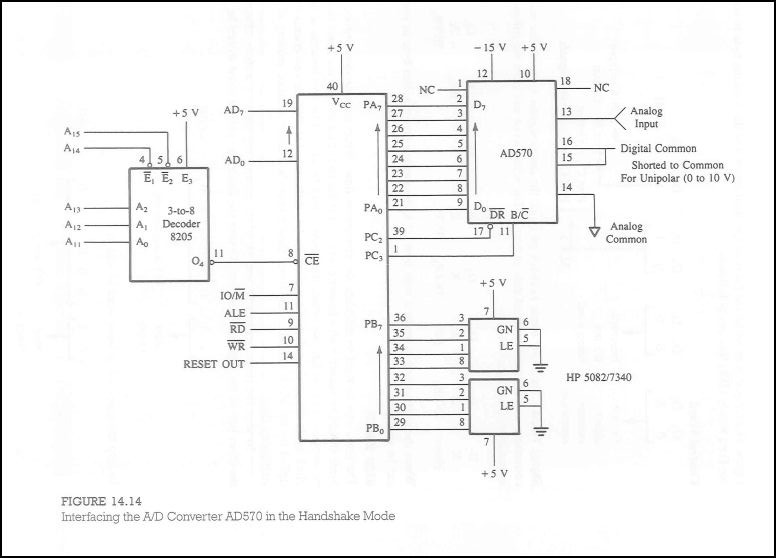 +5 V
−15 V
+5 V
40
12
10
V_CC
19
AD₇
12
AD₀
PA₇
28
27
26
25
24
23
22
21
PA₀
NC
1
2
3
4
5
6
7
8
9
D₇
D₀
AD570
D̅R̅
B/C̅
17
11
18
NC
13
Analog
Input
16
Digital Common
15
Shorted to Common
For Unipolar (0 to 10 V)
14
Analog
Common
+5 V
A₁₅
A₁₄
4
5
6
E̅₁
E̅₂
E₃
A₁₃
A₁₂
A₁₁
A₂
A₁
A₀
3-to-8
Decoder
8205
O₄
11
8
C̅E̅
PC₂
39
PC₃
1
7
IO/M̅
11
ALE
9
R̅D̅
10
W̅R̅
14
RESET OUT
PB₇
36
35
34
33
32
31
30
29
PB₀
+5 V
7
3
2
1
8
GN
LE
6
5
HP 5082/7340
3
2
1
8
GN
LE
6
5
7
+5 V
FIGURE 14.14
Interfacing the A/D Converter AD570 in the Handshake Mode